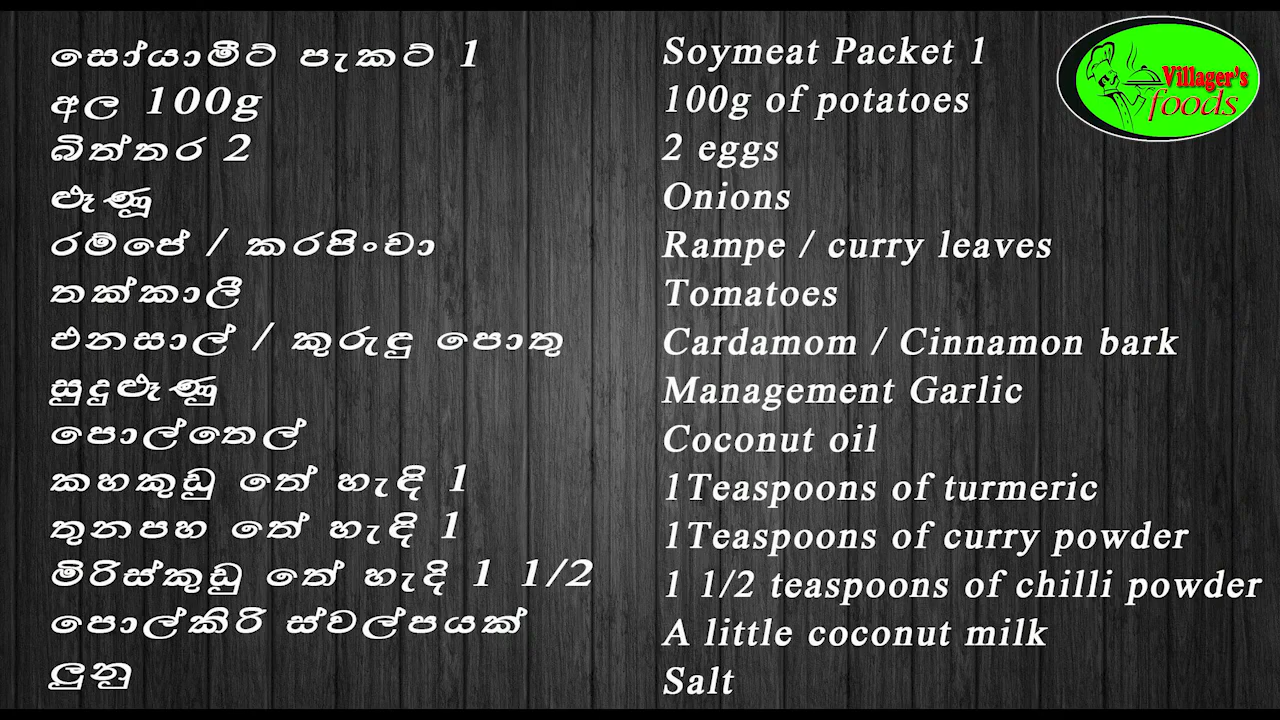 සෝයාමීට් පැකට් 1
අල 100g
බිත්තර 2
ළූණු
රම්පේ / කරපිංචා
තක්කාලී
එනසාල් / කුරුඳු පොතු
සුදුළූණු
පොල්තෙල්
කහකුඩු තේ හැඳි 1
තුනපහ තේ හැඳි 1
මිරිස්කුඩු තේ හැදි 1 1/2
පොල්කිරි ස්වල්පයක්
ලුනු
Soymeat Packet 1
100g of potatoes
2 eggs
Onions
Rampe / curry leaves
Tomatoes
Cardamom / Cinnamon bark
Management Garlic
Coconut oil
1Teaspoons of turmeric
1Teaspoons of curry powder
1 1/2 teaspoons of chilli powder
A little coconut milk
Salt
Villager's
foods